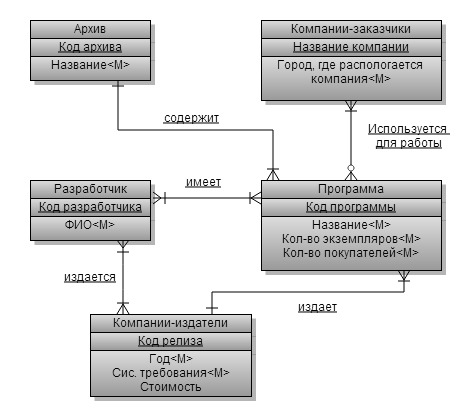 Архив
Код архива
Название<M>
Компании-заказчики
Название компании
Город, где распологается
компания<M>
содержит
Используется
для работы
Разработчик
Код разработчика
ФИО<M>
имеет
Программа
Код программы
Название<M>
Кол-во экземпляров<M>
Кол-во покупателей<M>
издается
издает
Компании-издатели
Код релиза
Год<M>
Сис. требования<M>
Стоимость